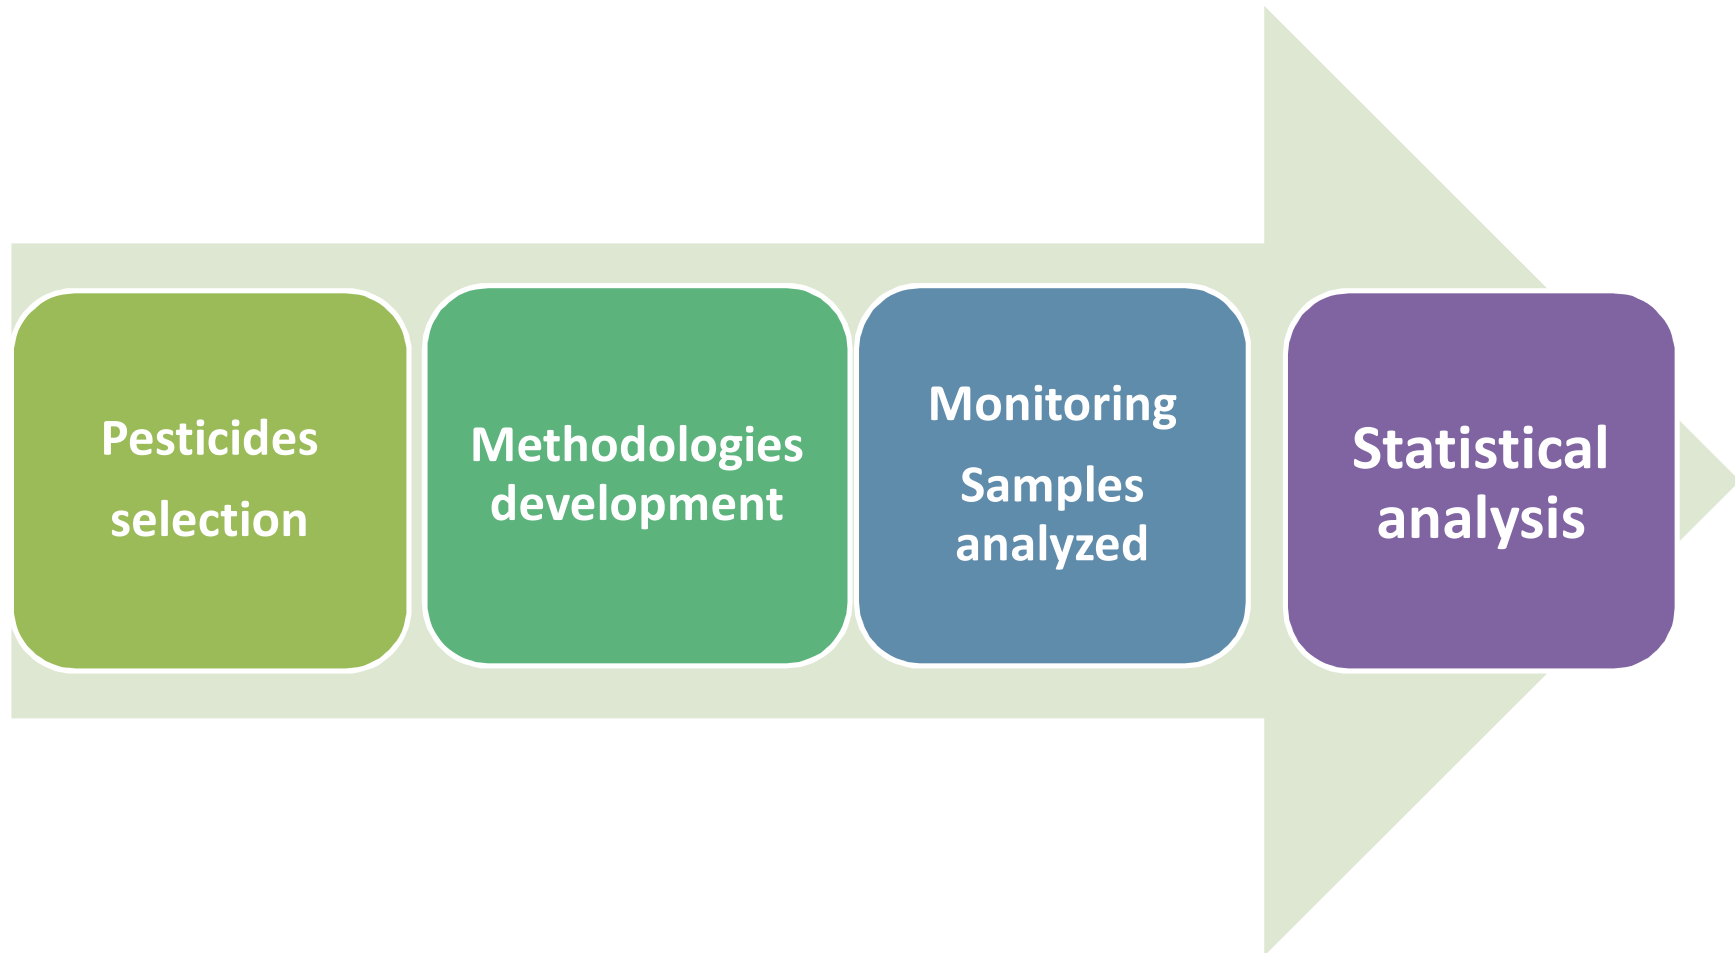 Pesticides
selection
Methodologies
development
Monitoring
Samples
analyzed
Statistical
analysis